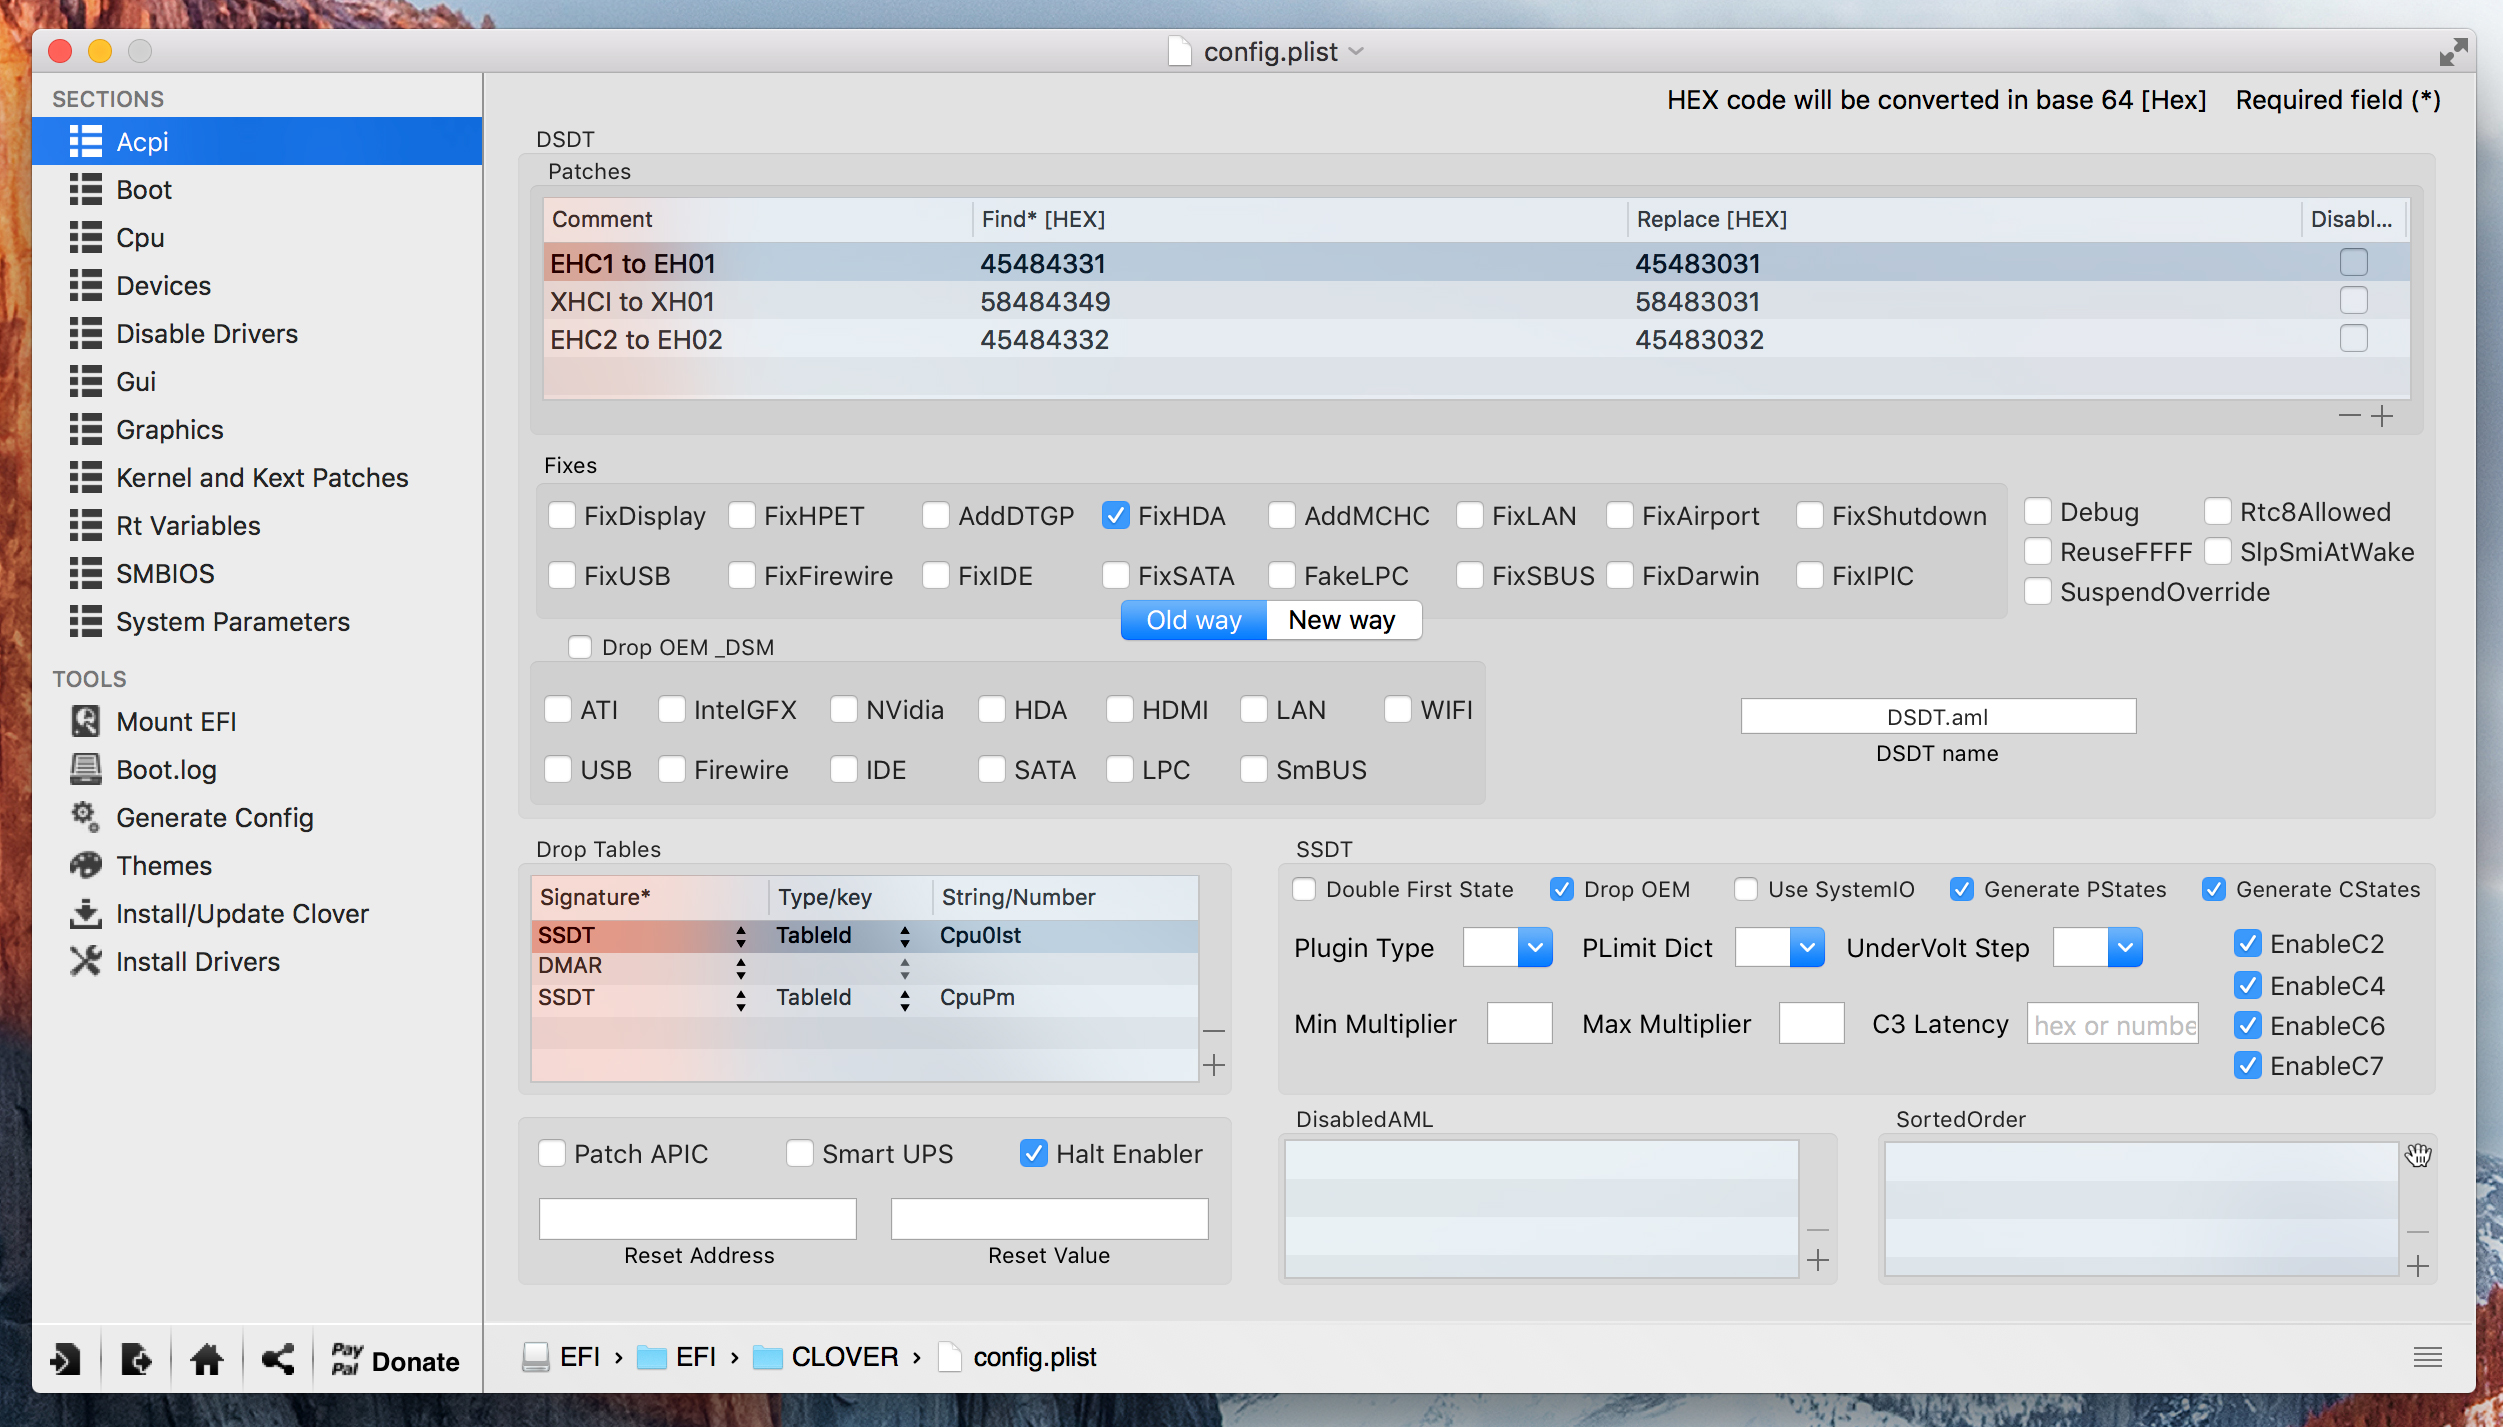 config.plist
SECTIONS
Acpi
Boot
Cpu
Devices
Disable Drivers
Gui
Graphics
Kernel and Kext Patches
Rt Variables
SMBIOS
System Parameters
TOOLS
Mount EFI
Boot.log
Generate Config
Themes
Install/Update Clover
Install Drivers
Pay Pal Donate
HEX code will be converted in base 64 [Hex] Required field (*)
DSDT
Patches
Comment Find* [HEX] Replace [HEX] Disabl...
EHC1 to EH01 45484331 45483031
XHCI to XH01 58484349 58483031
EHC2 to EH02 45484332 45483032
Fixes
FixDisplay FixHPET AddDTGP FixHDA AddMCHC FixLAN FixAirport FixShutdown
FixUSB FixFirewire FixIDE FixSATA FakeLPC FixSBUS FixDarwin FixIPIC
Debug Rtc8Allowed
ReuseFFFF SlpSmiAtWake
SuspendOverride
Old way New way
Drop OEM _DSM
ATI IntelGFX NVidia HDA HDMI LAN WIFI
USB Firewire IDE SATA LPC SmBUS
DSDT.aml
DSDT name
Drop Tables
Signature* Type/key String/Number
SSDT TableId Cpu0Ist
DMAR
SSDT TableId CpuPm
SSDT
Double First State Drop OEM Use SystemIO Generate PStates Generate CStates
Plugin Type PLimit Dict UnderVolt Step EnableC2
EnableC4
Min Multiplier Max Multiplier C3 Latency hex or numbe EnableC6
EnableC7
Patch APIC Smart UPS Halt Enabler
Reset Address Reset Value
DisabledAML
SortedOrder
EFI › EFI › CLOVER › config.plist